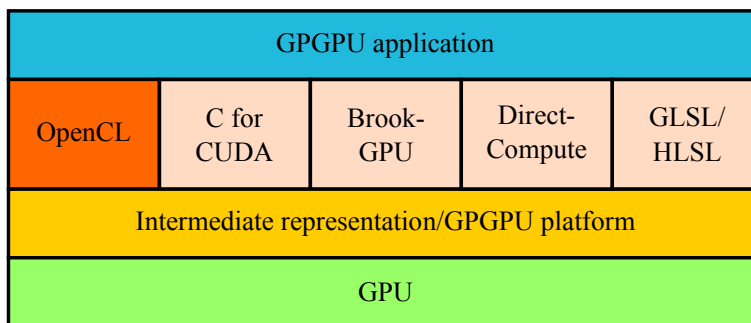 GPGPU application
OpenCL
C for
CUDA
Brook-
GPU
Direct-
Compute
GLSL/
HLSL
Intermediate representation/GPGPU platform
GPU